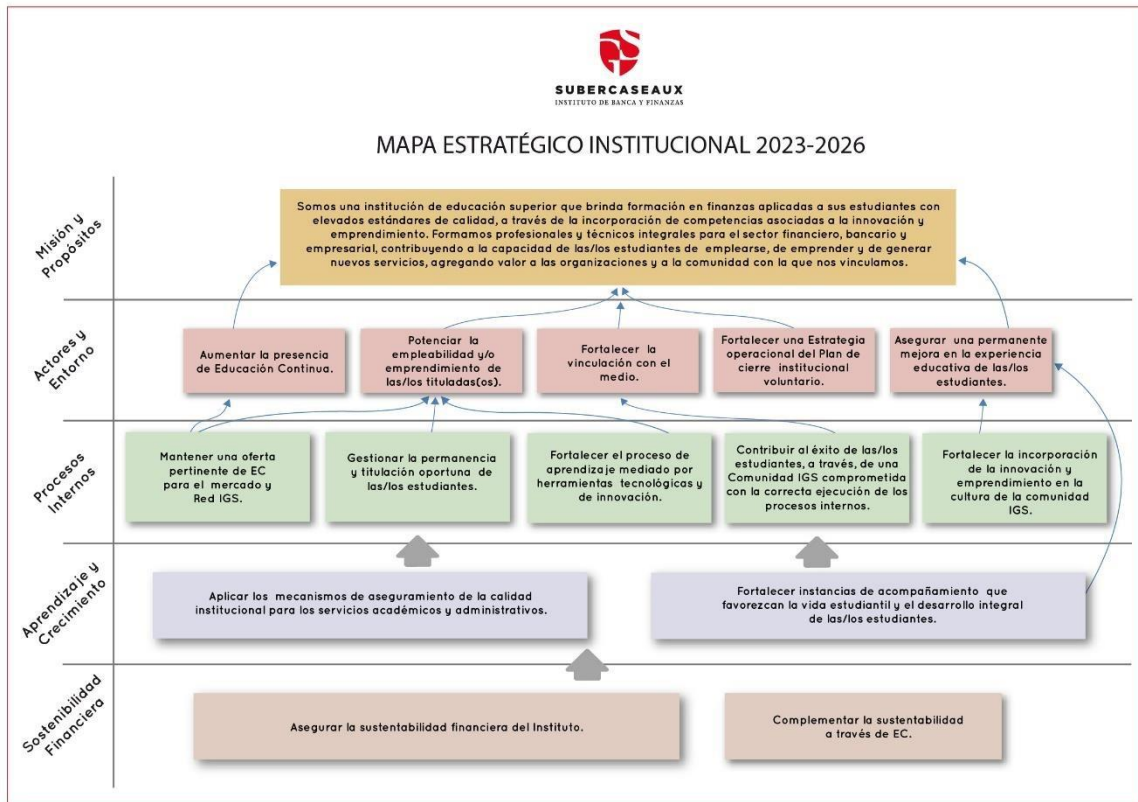 SUBERCASEAUX
INSTITUTO DE BANCA Y FINANZAS
MAPA ESTRATÉGICO INSTITUCIONAL 2023-2026
Misión y
Propósitos
Somos una institución de educación superior que brinda formación en finanzas aplicadas a sus estudiantes con
elevados estándares de calidad, a través de la incorporación de competencias asociadas a la innovación y
emprendimiento. Formamos profesionales y técnicos integrales para el sector financiero, bancario y
empresarial, contribuyendo a la capacidad de las/los estudiantes de emplearse, de emprender y de generar
nuevos servicios, agregando valor a las organizaciones y a la comunidad con la que nos vinculamos.
Actores y
Entorno
Aumentar la presencia
de Educación Continua.
Potenciar la
empleabilidad y/o
emprendimiento de
las/los tituladas(os).
Fortalecer la
vinculación con el
medio.
Fortalecer una Estrategia
operacional del Plan de
cierre institucional
voluntario.
Asegurar una permanente
mejora en la experiencia
educativa de las/los
estudiantes.
Procesos
Internos
Mantener una oferta
pertinente de EC
para el mercado y
Red IGS.
Gestionar la permanencia
y titulación oportuna de
las/los estudiantes.
Fortalecer el proceso de
aprendizaje mediado por
herramientas tecnológicas y
de innovación.
Contribuir al éxito de las/los
estudiantes, a través, de una
Comunidad IGS comprometida
con la correcta ejecución de los
procesos internos.
Fortalecer la incorporación
de la innovación y
emprendimiento en la
cultura de la comunidad
IGS.
Aprendizaje y
Crecimiento
Aplicar los mecanismos de aseguramiento de la calidad
institucional para los servicios académicos y administrativos.
Fortalecer instancias de acompañamiento que
favorezcan la vida estudiantil y el desarrollo integral
de las/los estudiantes.
Sostenibilidad
Financiera
Asegurar la sustentabilidad financiera del Instituto.
Complementar la sustentabilidad
a través de EC.